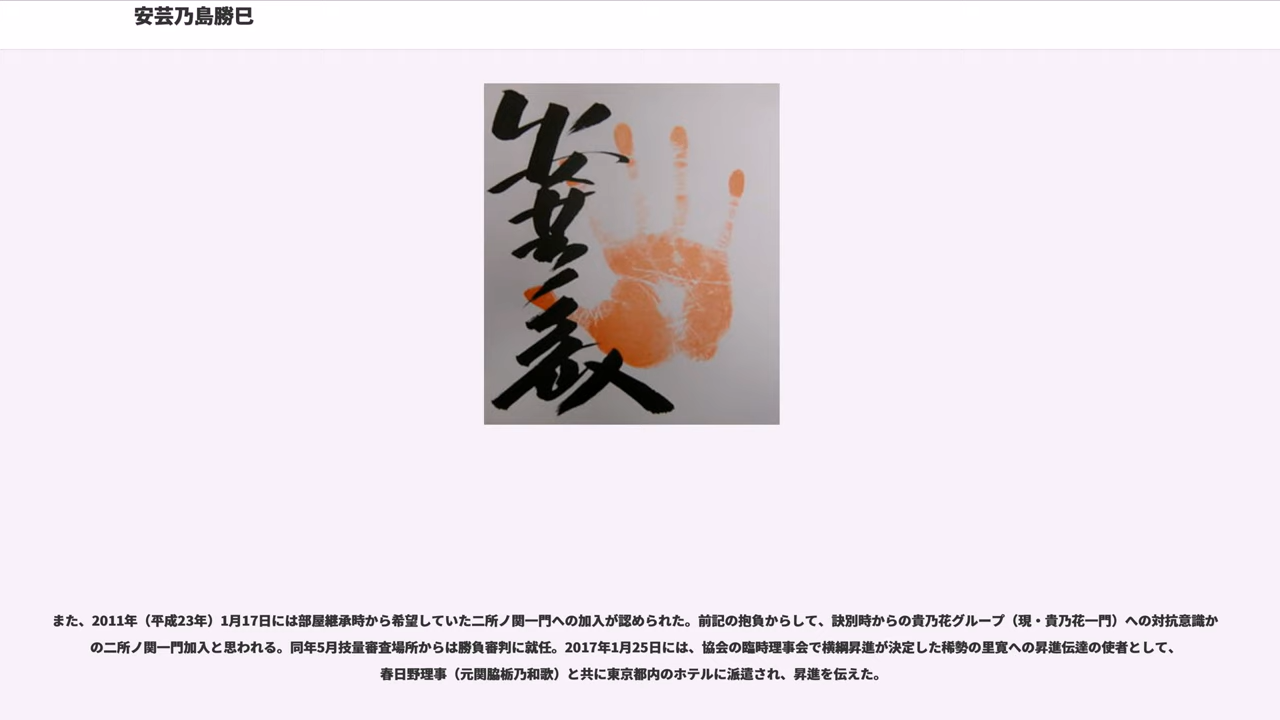 安芸乃島勝巳
また、2011年（平成23年）1月17日には部屋継承時から希望していた二所ノ関一門への加入が認められた。前記の抱負からして、訣別時からの貴乃花グループ（現・貴乃花一門）への対抗意識か
の二所ノ関一門加入と思われる。同年5月技量審査場所からは勝負審判に就任。2017年1月25日には、協会の臨時理事会で横綱昇進が決定した稀勢の里寛への昇進伝達の使者として、
春日野理事（元関脇栃乃和歌）と共に東京都内のホテルに派遣され、昇進を伝えた。